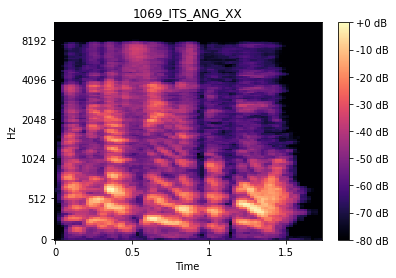 1069_ITS_ANG_XX
Hz
8192
4096
2048
1024
512
0
0
0.5
1
1.5
Time
+0 dB
-10 dB
-20 dB
-30 dB
-40 dB
-50 dB
-60 dB
-70 dB
-80 dB